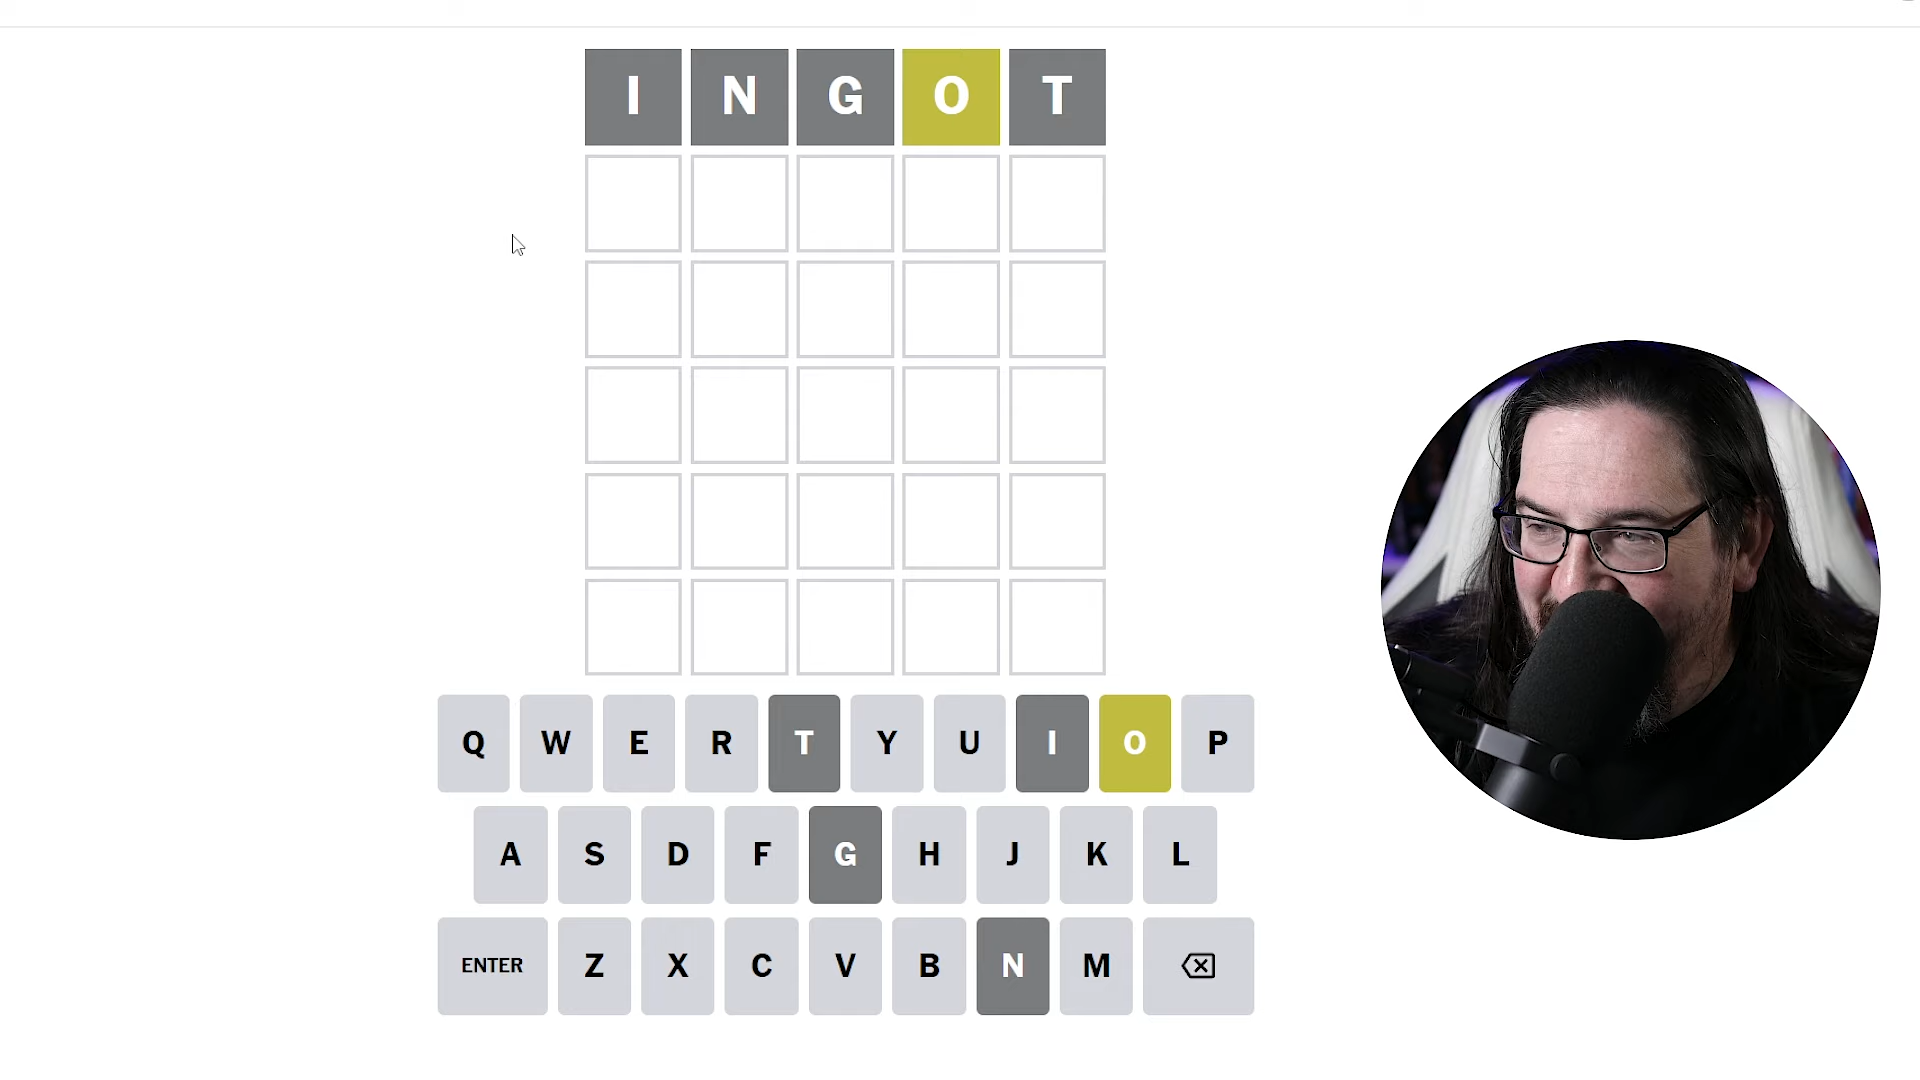 I N G O T
Q W E R T Y U I O P
A S D F G H J K L
ENTER Z X C V B N M